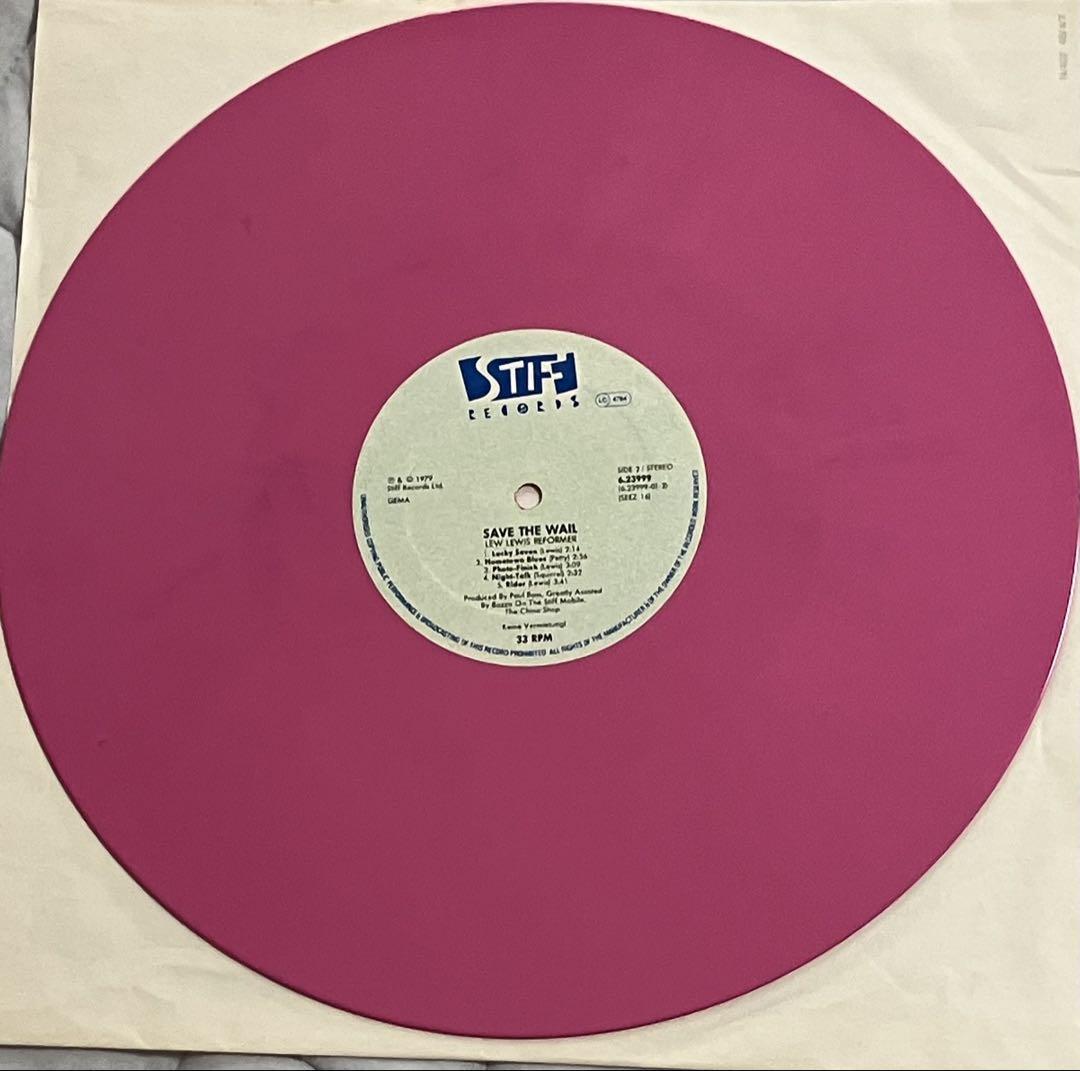 STIFF
RECORDS
LC 4784
℗ & © 1979
Stiff Records Ltd.
GEMA
SIDE 2 / STEREO
6.23999
(6.23999-01-2)
(SEEZ 16)
SAVE THE WAIL
LEW LEWIS REFORMER
1. Lucky Seven (Lewis) 2:14
2. Hometown Blues (Petty) 2:56
3. Photo-Finish (Lewis) 3:09
4. Night-Talk (Squirrel) 2:32
5. Rider (Lewis) 3:41
Produced By Paul Bass, Greatly Assisted
By Bazza On The Stiff Mobile.
The China Shop.
Keine Vermietung!
33 RPM
UNAUTHORISED COPYING PUBLIC PERFORMANCE & BROADCASTING OF THIS RECORD PROHIBITED ALL RIGHTS OF THE MANUFACTURER & OF THE OWNER OF THE RECORDED WORK RESERVED